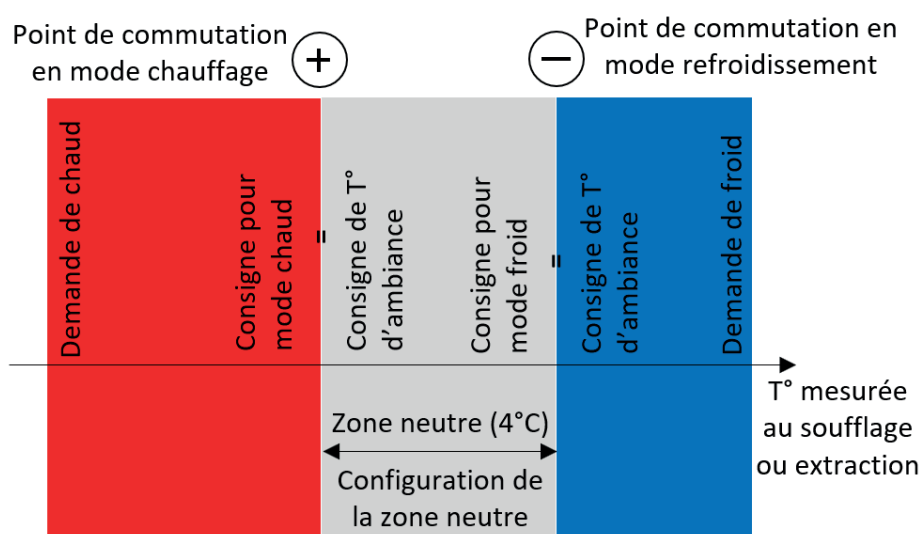 Point de commutation
en mode chauffage
+
−
Point de commutation en
mode refroidissement
Demande de chaud
Consigne pour
mode chaud
=
Consigne de T°
d’ambiance
Consigne pour
mode froid
=
Consigne de T°
d’ambiance
Demande de froid
T° mesurée
au soufflage
ou extraction
Zone neutre (4°C)
Configuration de
la zone neutre